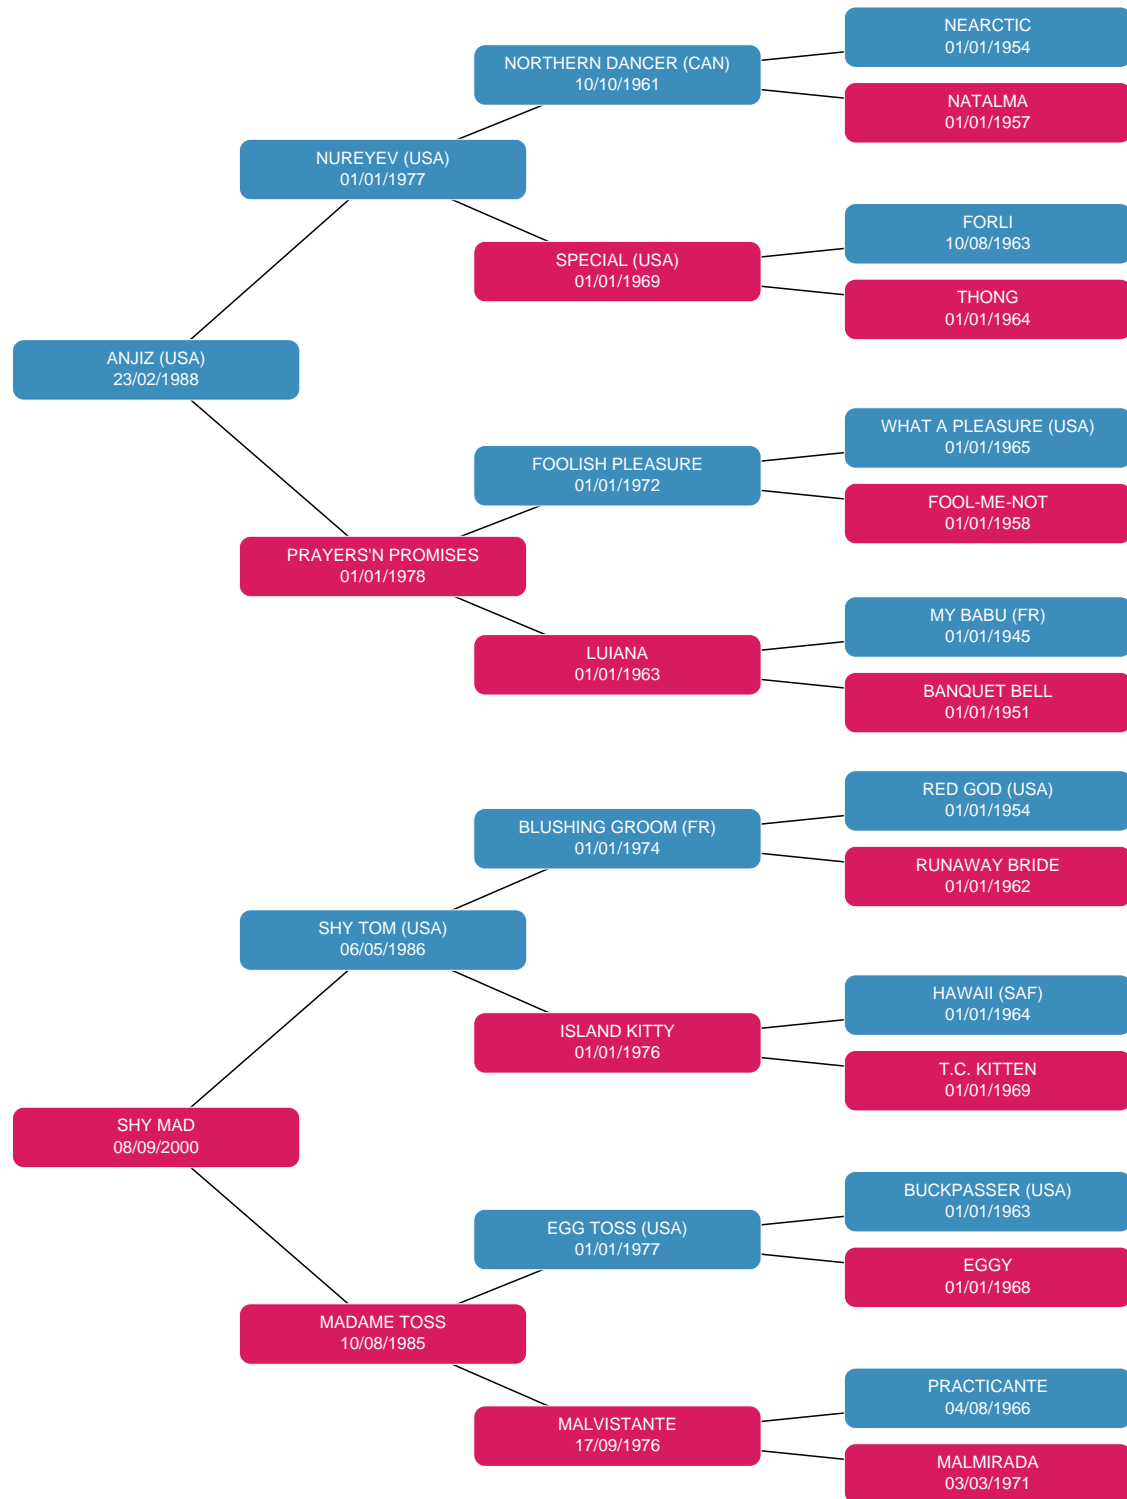 NEARCTIC
01/01/1954
NORTHERN DANCER (CAN)
10/10/1961
NATALMA
01/01/1957
NUREYEV (USA)
01/01/1977
FORLI
10/08/1963
SPECIAL (USA)
01/01/1969
THONG
01/01/1964
ANJIZ (USA)
23/02/1988
WHAT A PLEASURE (USA)
01/01/1965
FOOLISH PLEASURE
01/01/1972
FOOL-ME-NOT
01/01/1958
PRAYERS'N PROMISES
01/01/1978
MY BABU (FR)
01/01/1945
LUIANA
01/01/1963
BANQUET BELL
01/01/1951
RED GOD (USA)
01/01/1954
BLUSHING GROOM (FR)
01/01/1974
RUNAWAY BRIDE
01/01/1962
SHY TOM (USA)
06/05/1986
HAWAII (SAF)
01/01/1964
ISLAND KITTY
01/01/1976
T.C. KITTEN
01/01/1969
SHY MAD
08/09/2000
BUCKPASSER (USA)
01/01/1963
EGG TOSS (USA)
01/01/1977
EGGY
01/01/1968
MADAME TOSS
10/08/1985
PRACTICANTE
04/08/1966
MALVISTANTE
17/09/1976
MALMIRADA
03/03/1971